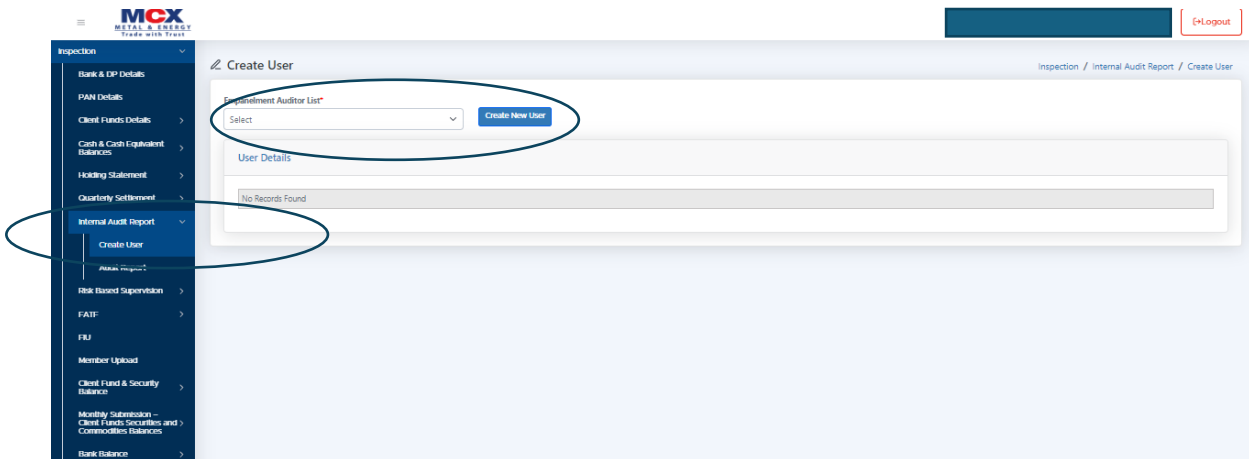 MCX
METAL & ENERGY
Trade with Trust
Logout
Inspection
Bank & DP Details
PAN Details
Client Funds Details
Cash & Cash Equivalent
Balances
Holding Statement
Quarterly Settlement
Internal Audit Report
Create User
Audit Report
Risk Based Supervision
FATF
FIU
Member Upload
Client Fund & Security
Balance
Monthly Submission –
Client Funds Securities and
Commodities Balances
Bank Balance
Create User
Inspection / Internal Audit Report / Create User
Empanelment Auditor List*
Select
Create New User
User Details
No Records Found